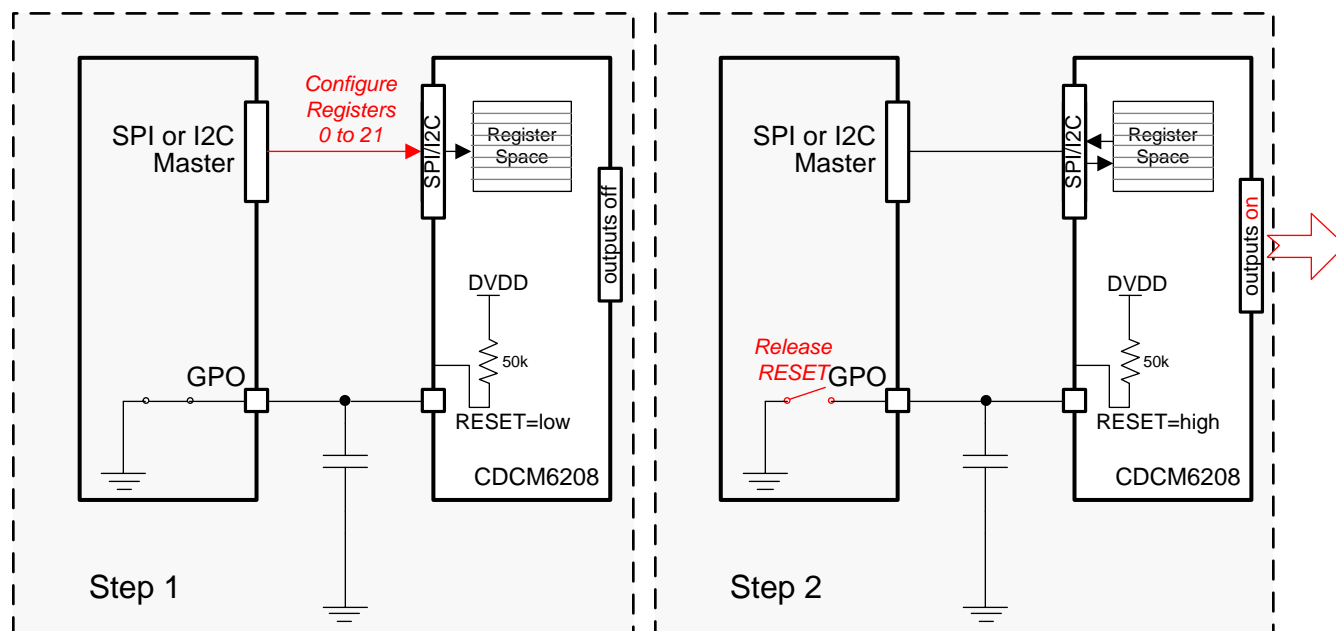 Configure
Registers
0 to 21
SPI or I2C
Master
SPI/I2C
Register
Space
outputs off
DVDD
50k
GPO
RESET=low
CDCM6208
Step 1
SPI or I2C
Master
SPI/I2C
Register
Space
outputs on
DVDD
50k
Release
RESET
GPO
RESET=high
CDCM6208
Step 2